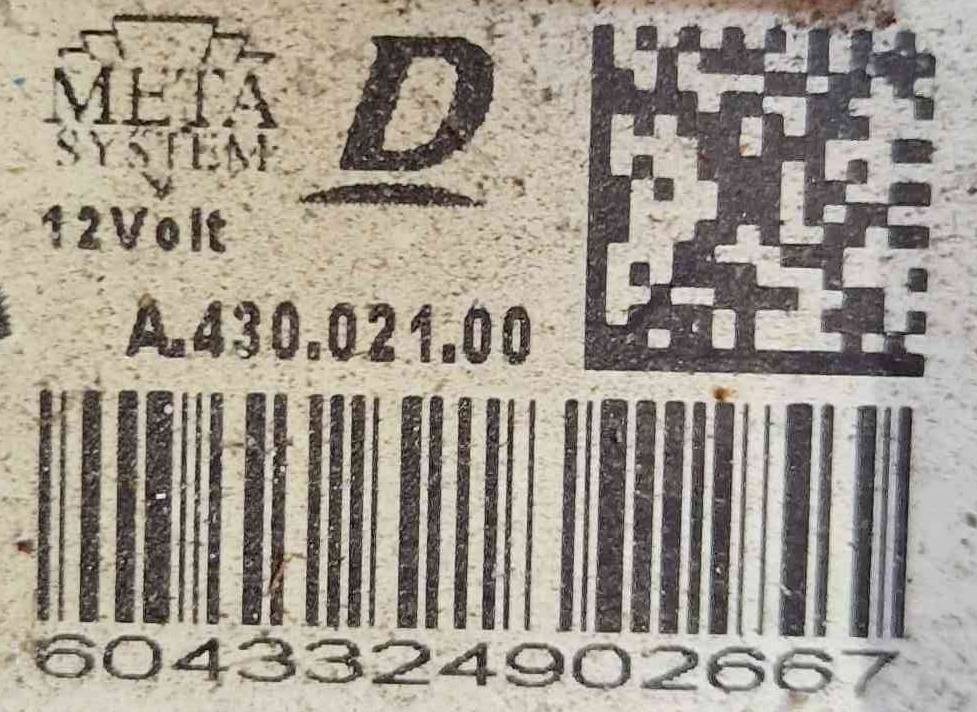 META
SYSTEM
D
12Volt
A.430.021.00
6043324902667